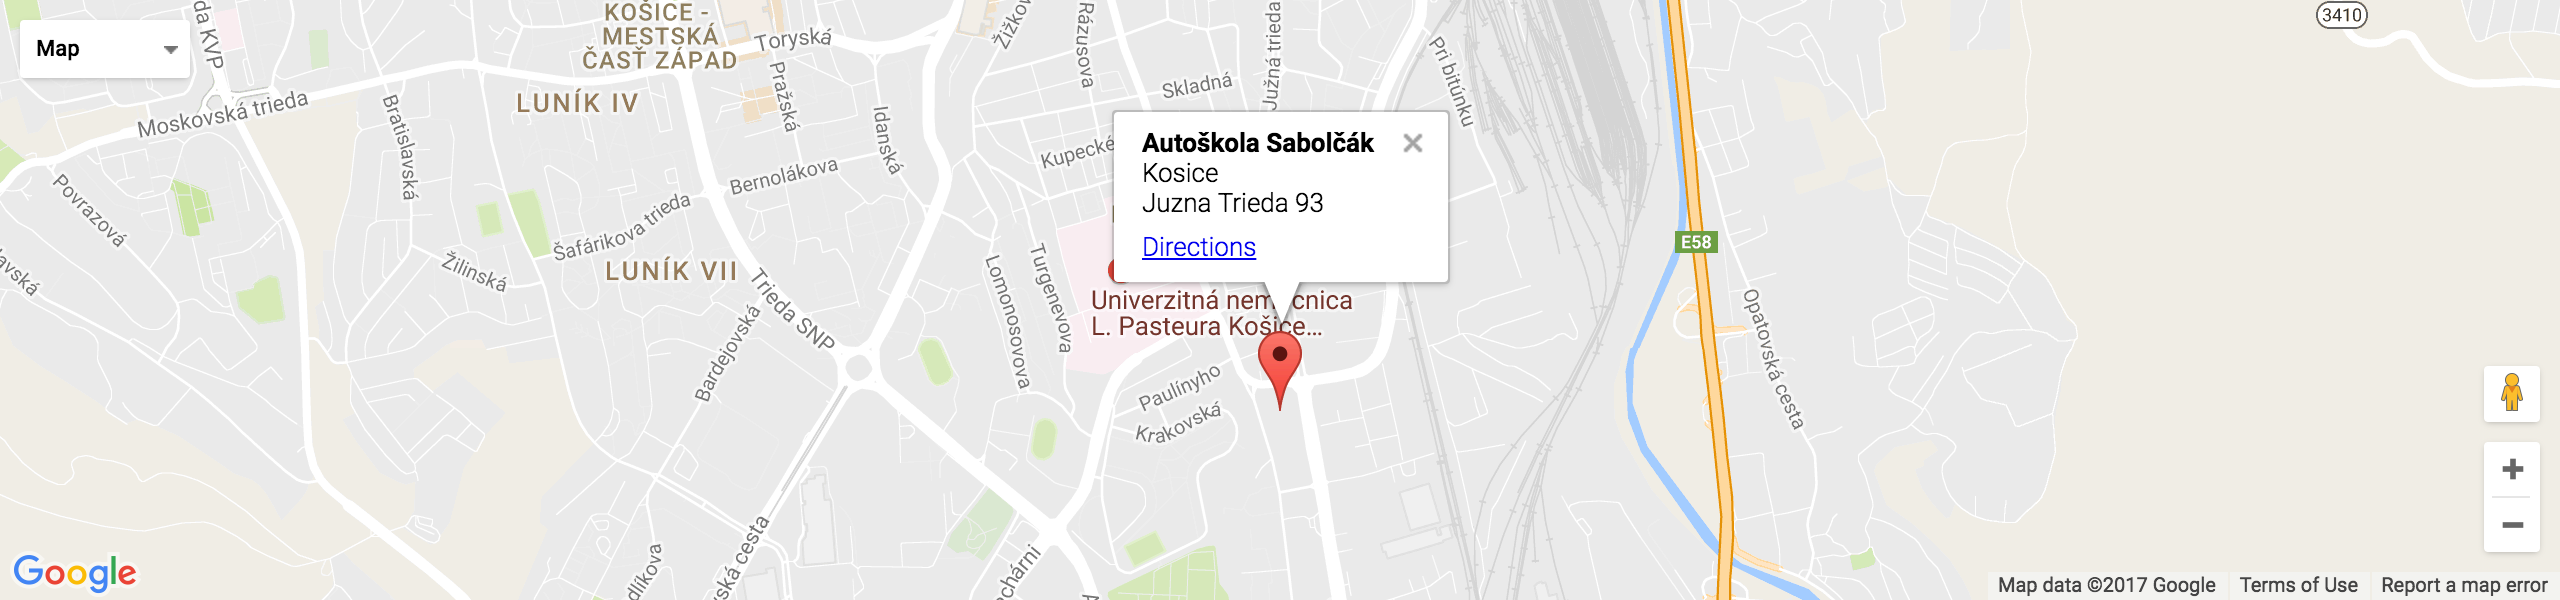 Map
da KVP
KOŠICE -
MESTSKÁ
ČASŤ ZÁPAD
Toryská
Rázusova
Južná trieda
Pri bitúnku
3410
Moskovská trieda
LUNÍK IV
Pražská
Skladná
Bratislavská
Idanská
Kupecké
Bernolákova
Povrazová
Šafárikova trieda
Žilinská
LUNÍK VII
Trieda SNP
Bardejovská
Lomonosovova
Turgenevova
Autoškola Sabolčák
Kosice
Juzna Trieda 93
Directions
E58
Univerzitná nemocnica
L. Pasteura Košice...
Paulínyho
Krakovská
Opatovská cesta
Google
Map data ©2017 Google
Terms of Use
Report a map error